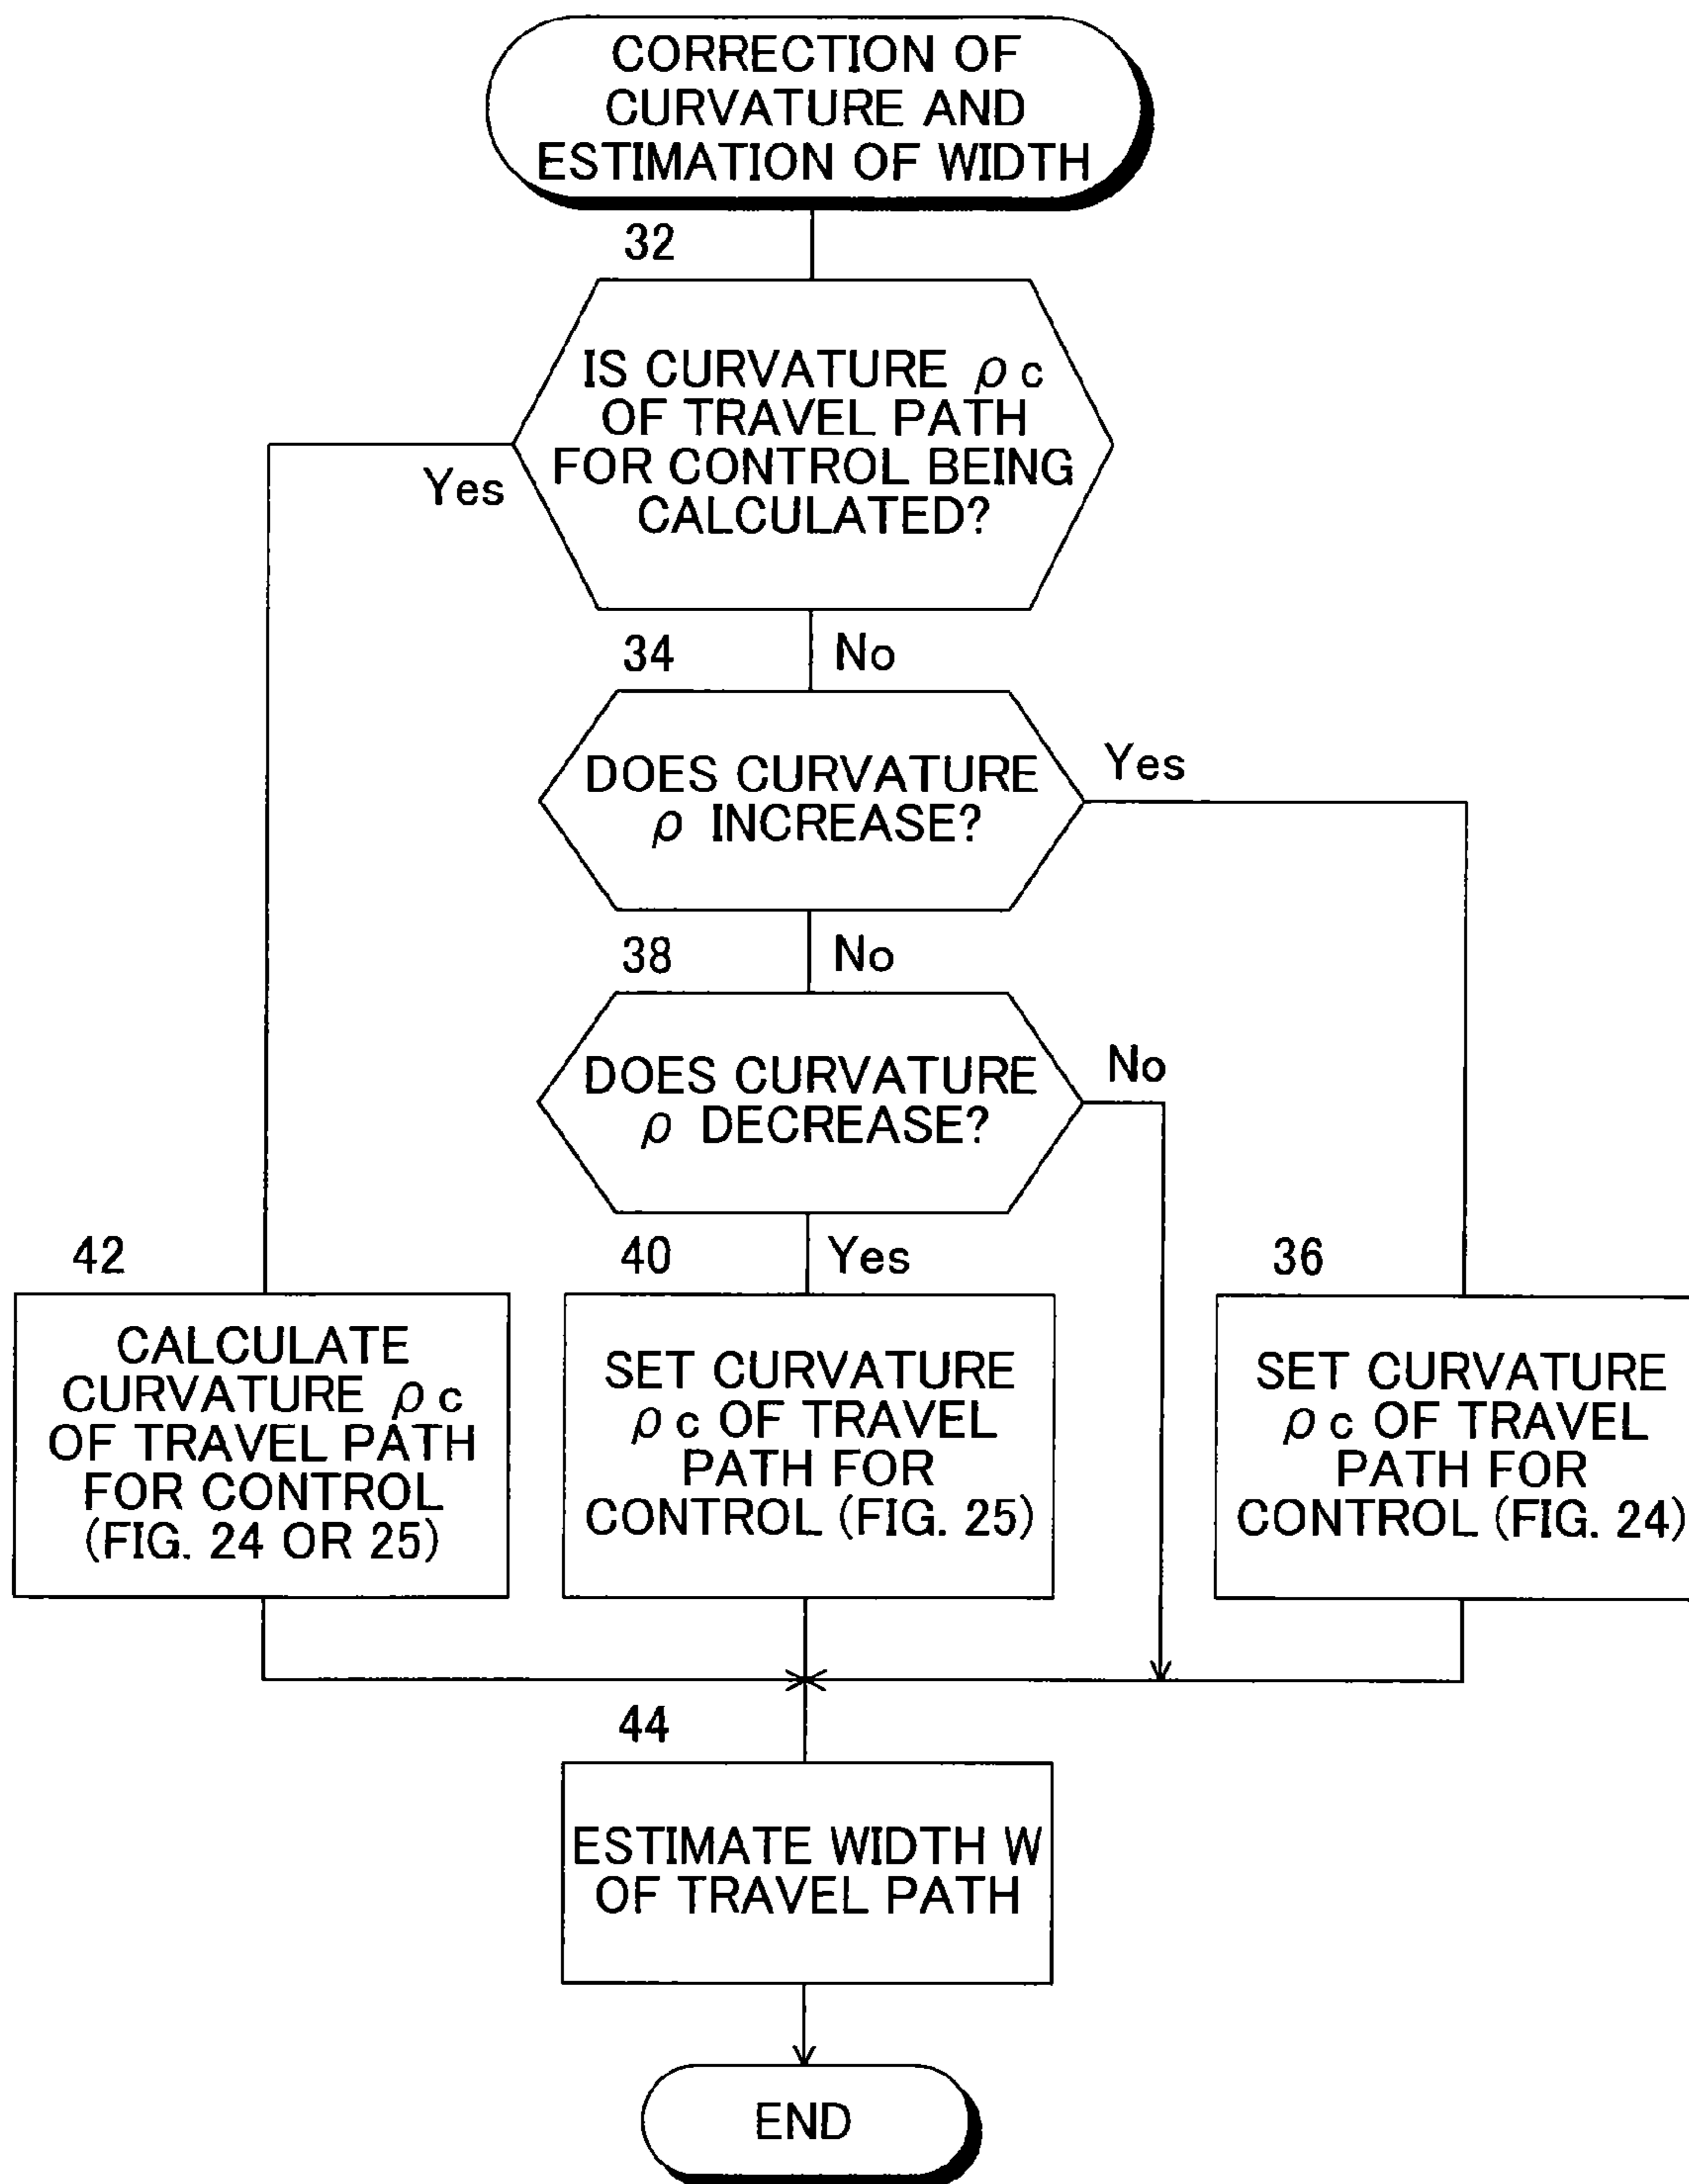 CORRECTION OF
CURVATURE AND
ESTIMATION OF WIDTH
32
IS CURVATURE ρc
OF TRAVEL PATH
FOR CONTROL BEING
CALCULATED?
Yes
No
34
DOES CURVATURE
ρ INCREASE?
Yes
No
38
DOES CURVATURE
ρ DECREASE?
No
Yes
42
CALCULATE
CURVATURE ρc
OF TRAVEL PATH
FOR CONTROL
(FIG. 24 OR 25)
40
SET CURVATURE
ρc OF TRAVEL
PATH FOR
CONTROL (FIG. 25)
36
SET CURVATURE
ρc OF TRAVEL
PATH FOR
CONTROL (FIG. 24)
44
ESTIMATE WIDTH W
OF TRAVEL PATH
END